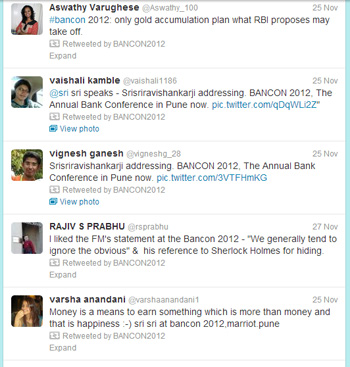 Aswathy Varughese @Aswathy_100 25 Nov
#bancon 2012: only gold accumulation plan what RBI proposes may
take off.
Retweeted by BANCON2012
Expand
vaishali kamble @vaishali1186 25 Nov
@sri sri speaks - Srisriravishankarji addressing. BANCON 2012, The
Annual Bank Conference in Pune now. pic.twitter.com/qDqWLi2Z"
Retweeted by BANCON2012
View photo
vignesh ganesh @vigneshg_28 25 Nov
Srisriravishankarji addressing. BANCON 2012, The Annual Bank
Conference in Pune now. pic.twitter.com/3VTFHmKG
Retweeted by BANCON2012
View photo
RAJIV S PRABHU @rsprabhu 27 Nov
I liked the FM's statement at the Bancon 2012 - "We generally tend to
ignore the obvious" & his reference to Sherlock Holmes for hiding.
Retweeted by BANCON2012
Expand
varsha anandani @varshaanandani1 25 Nov
Money is a means to earn something which is more than money and
that is happiness :-) sri sri at bancon 2012,marriot pune
Retweeted by BANCON2012
Expand